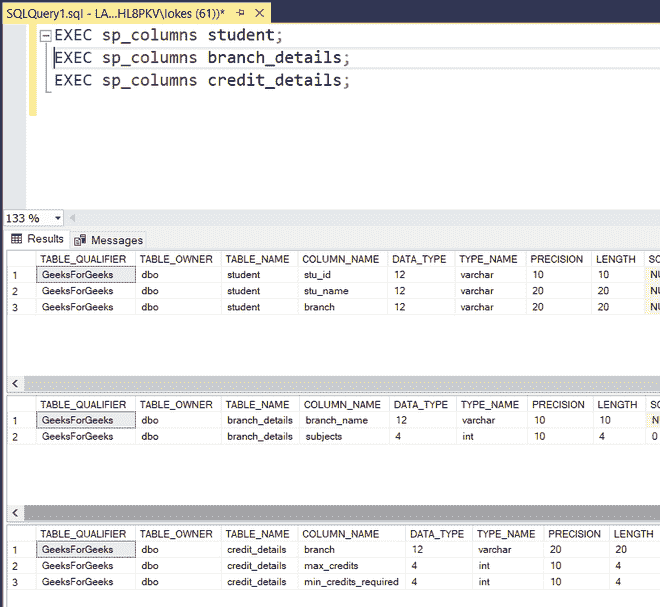 SQLQuery1.sql - LA...HL8PKV\lokes (61))*
EXEC sp_columns student;
EXEC sp_columns branch_details;
EXEC sp_columns credit_details;
133 %
Results Messages
TABLE_QUALIFIER TABLE_OWNER TABLE_NAME COLUMN_NAME DATA_TYPE TYPE_NAME PRECISION LENGTH SC
1 GeeksForGeeks dbo student stu_id 12 varchar 10 10 NU
2 GeeksForGeeks dbo student stu_name 12 varchar 20 20 NU
3 GeeksForGeeks dbo student branch 12 varchar 20 20 NU
TABLE_QUALIFIER TABLE_OWNER TABLE_NAME COLUMN_NAME DATA_TYPE TYPE_NAME PRECISION LENGTH SC
1 GeeksForGeeks dbo branch_details branch_name 12 varchar 10 10 N
2 GeeksForGeeks dbo branch_details subjects 4 int 10 4 0
TABLE_QUALIFIER TABLE_OWNER TABLE_NAME COLUMN_NAME DATA_TYPE TYPE_NAME PRECISION LENGTH
1 GeeksForGeeks dbo credit_details branch 12 varchar 20 20
2 GeeksForGeeks dbo credit_details max_credits 4 int 10 4
3 GeeksForGeeks dbo credit_details min_credits_required 4 int 10 4